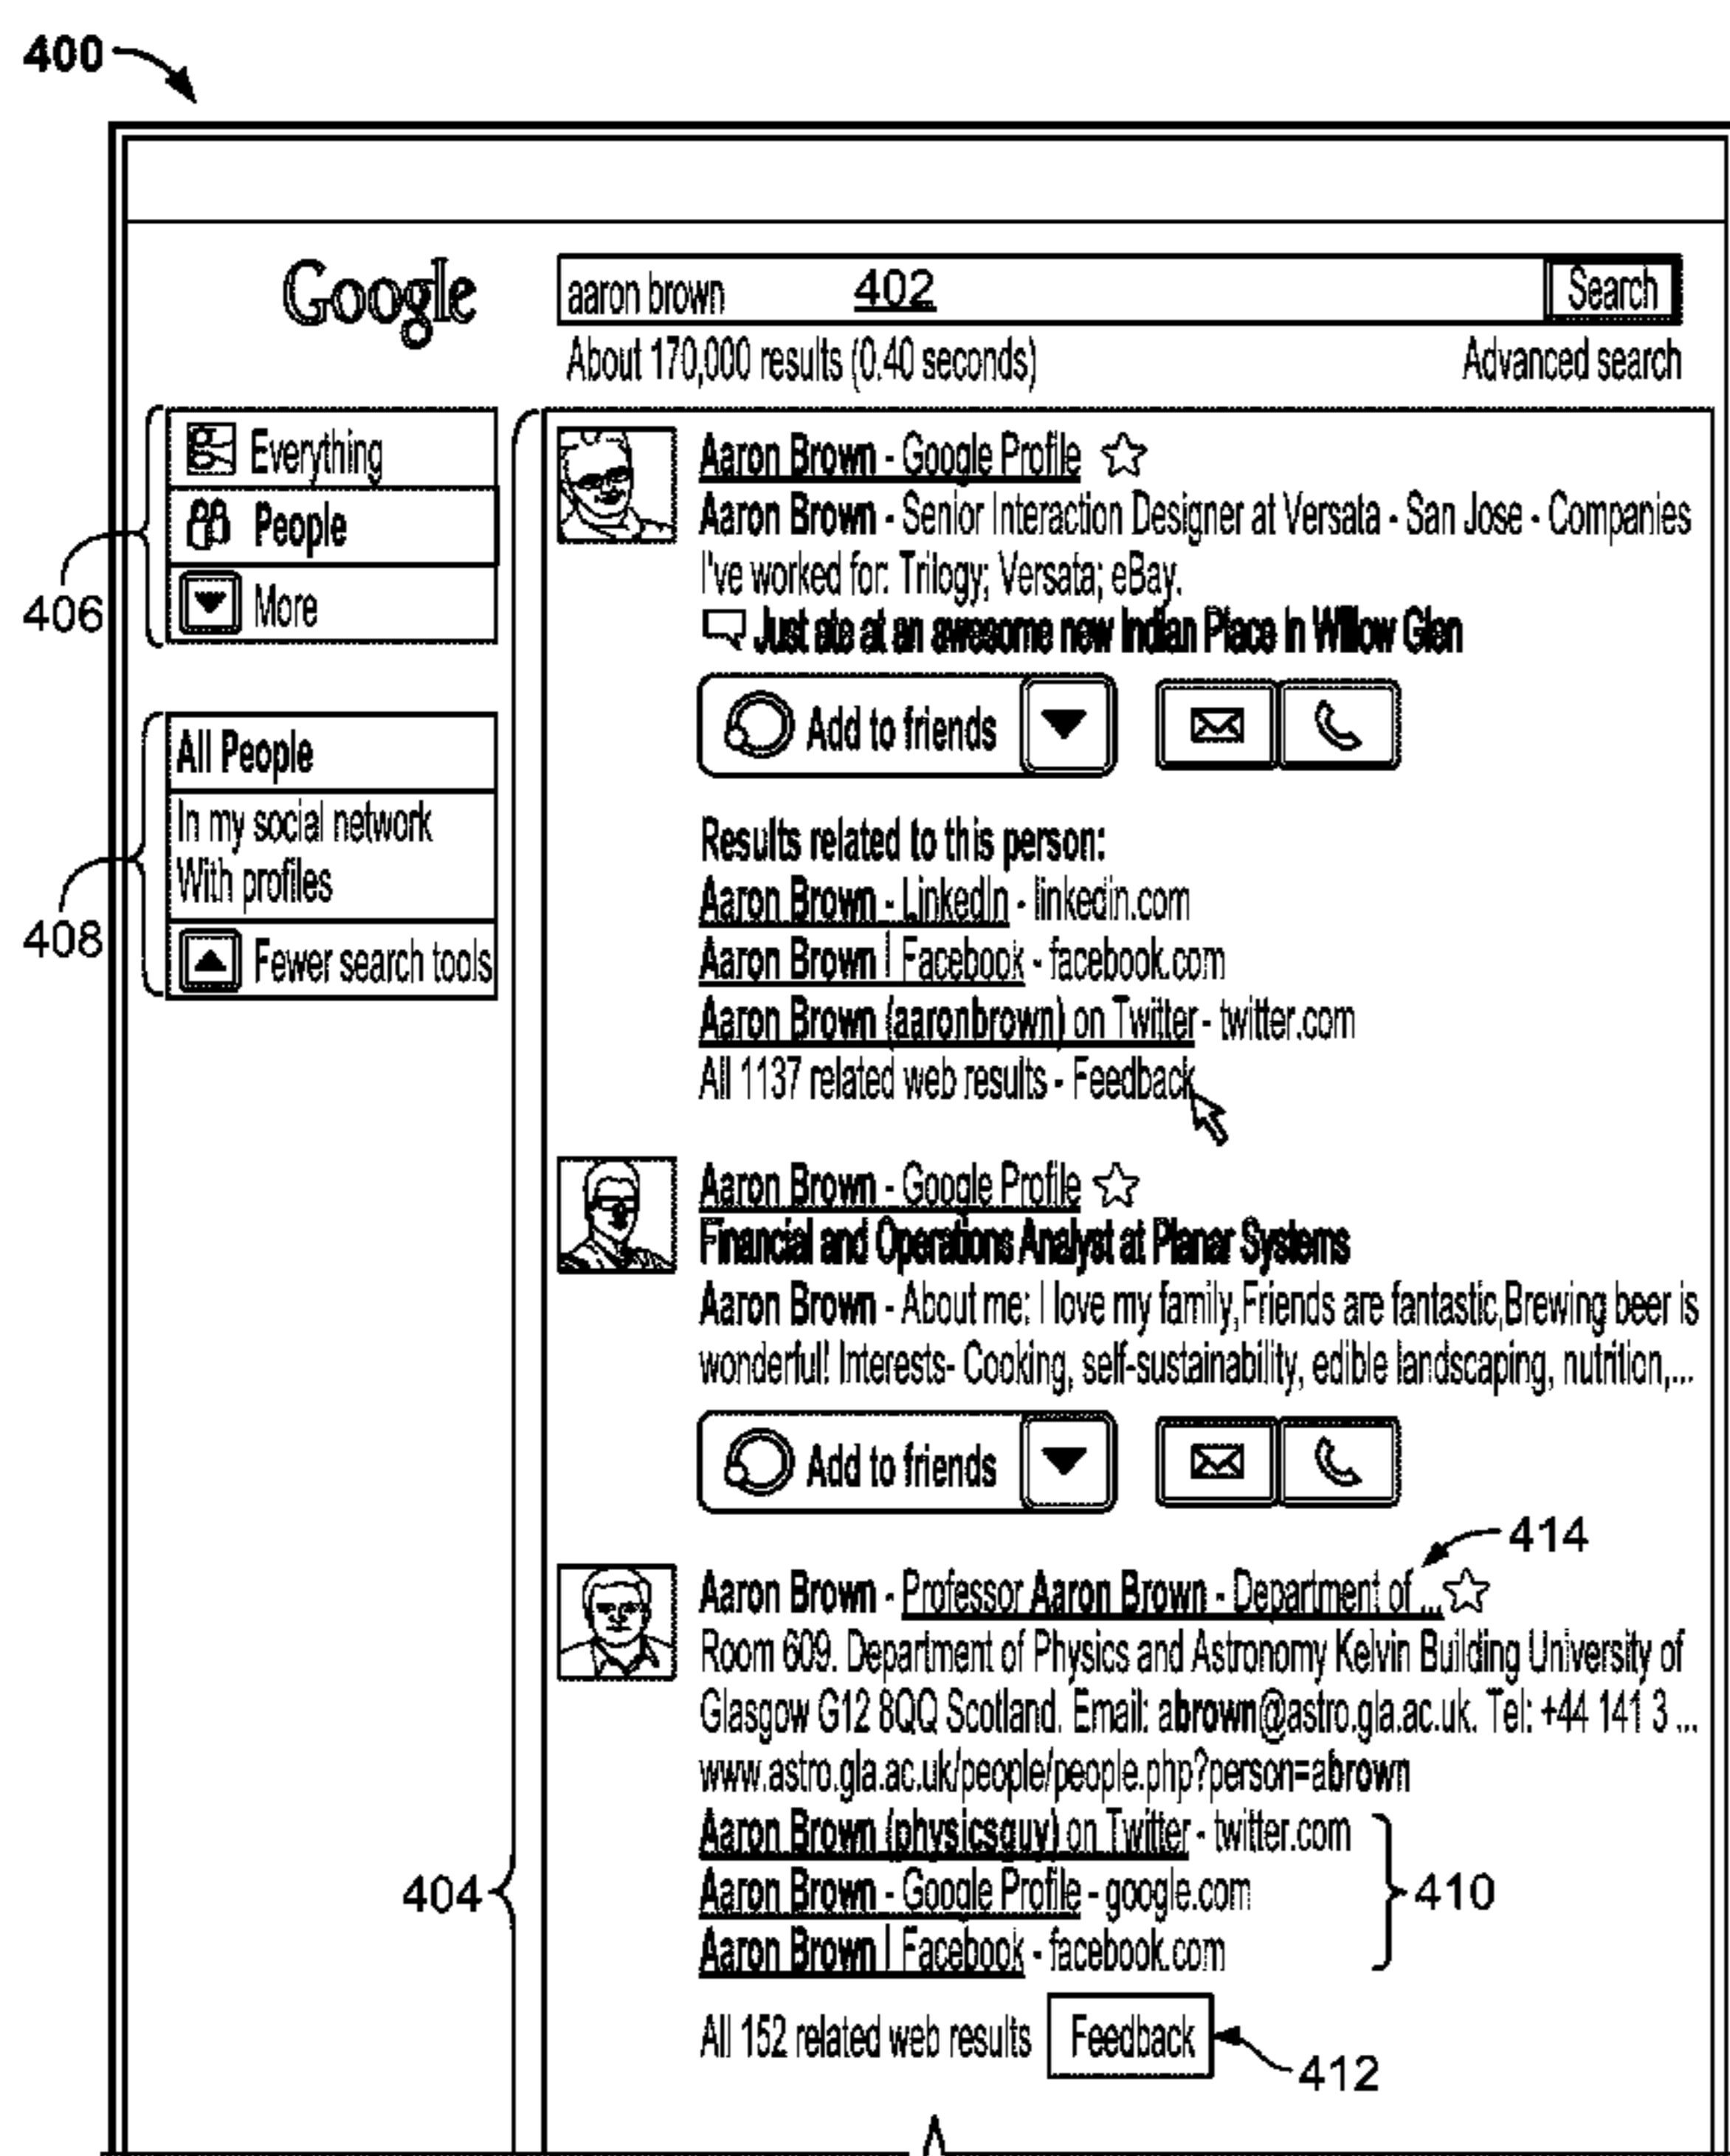 400
Google
aaron brown 402 Search
About 170,000 results (0.40 seconds) Advanced search
Everything
People
More
406
All People
In my social network
With profiles
Fewer search tools
408
Aaron Brown - Google Profile
Aaron Brown - Senior Interaction Designer at Versata - San Jose - Companies
I've worked for: Trilogy; Versata; eBay.
Just ate at an awesome new Indian Place in Willow Glen
Add to friends
Results related to this person:
Aaron Brown - LinkedIn - linkedin.com
Aaron Brown | Facebook - facebook.com
Aaron Brown (aaronbrown) on Twitter - twitter.com
All 1137 related web results - Feedback
Aaron Brown - Google Profile
Financial and Operations Analyst at Planar Systems
Aaron Brown - About me: I love my family,Friends are fantastic,Brewing beer is
wonderful! Interests- Cooking, self-sustainability, edible landscaping, nutrition,...
Add to friends
414
Aaron Brown - Professor Aaron Brown - Department of ...
Room 609. Department of Physics and Astronomy Kelvin Building University of
Glasgow G12 8QQ Scotland. Email: abrown@astro.gla.ac.uk. Tel: +44 141 3 ...
www.astro.gla.ac.uk/people/people.php?person=abrown
Aaron Brown (physicsguy) on Twitter - twitter.com
404 Aaron Brown - Google Profile - google.com 410
Aaron Brown | Facebook - facebook.com
All 152 related web results Feedback
412